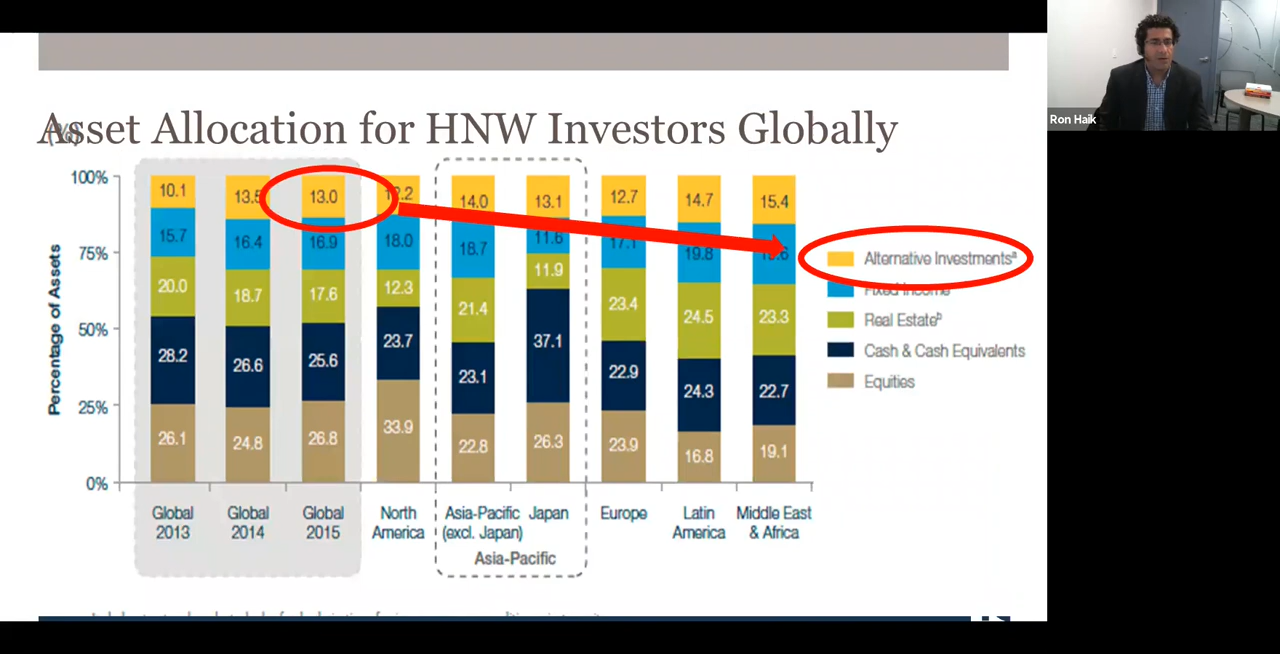 Asset Allocation for HNW Investors Globally
(%)
Ron Haik
Percentage of Assets
100%
75%
50%
25%
0%
10.1 13.5 13.0 12.2 14.0 13.1 12.7 14.7 15.4
15.7 16.4 16.9 18.0 18.7 11.6 17.1 19.8
20.0 18.7 17.6 12.3 21.4 11.9 23.4 24.5 23.3
28.2 26.6 25.6 23.7 23.1 37.1 22.9 24.3 22.7
26.1 24.8 26.8 33.9 22.8 26.3 23.9 16.8 19.1
Alternative Investmentsª
Fixed Income
Real Estateᵇ
Cash & Cash Equivalents
Equities
Global Global Global North Asia-Pacific Japan Europe Latin Middle East
2013 2014 2015 America (excl. Japan) America & Africa
Asia-Pacific